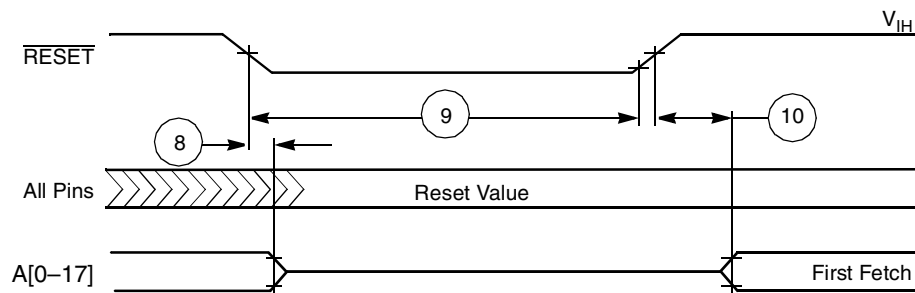 V_IH
RESET
9
10
8
All Pins
Reset Value
A[0–17]
First Fetch